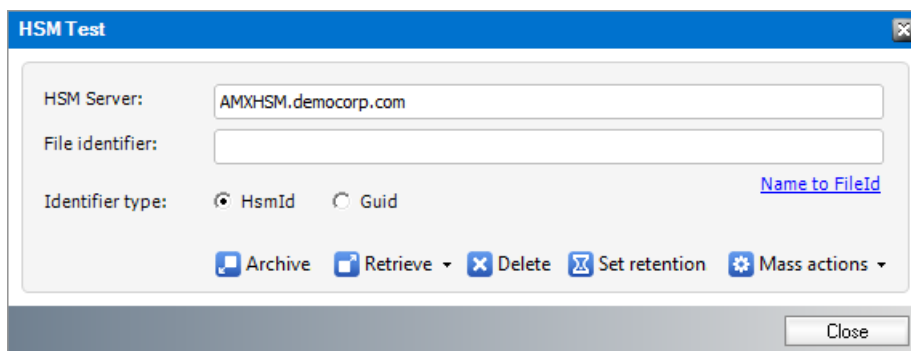 HSM Test
HSM Server: AMXHSM.democorp.com
File identifier:
Name to FileId
Identifier type: HsmId Guid
Archive Retrieve Delete Set retention Mass actions
Close